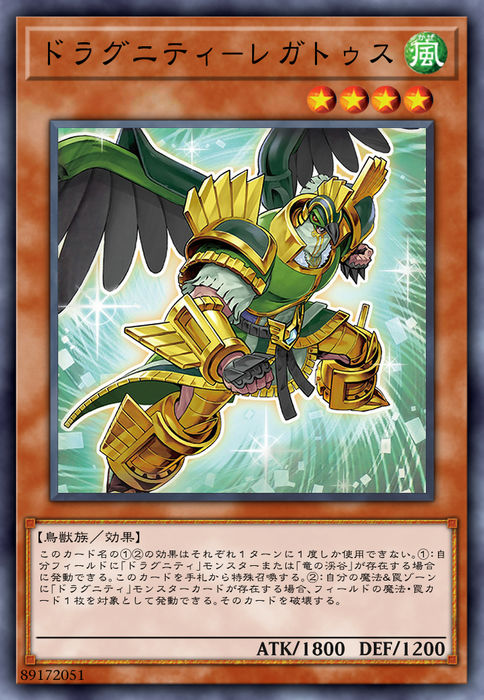 ドラグニティーレガトゥス
かぜ
風
【鳥獣族／効果】
このカード名の①②の効果はそれぞれ１ターンに１度しか使用できない。①：自
分フィールドに「ドラグニティ」モンスターまたは「竜の渓谷」が存在する場合
に発動できる。このカードを手札から特殊召喚する。②：自分の魔法&罠ゾーン
に「ドラグニティ」モンスターカードが存在する場合、フィールドの魔法・罠カ
ード１枚を対象として発動できる。そのカードを破壊する。
ATK/1800 DEF/1200
89172051